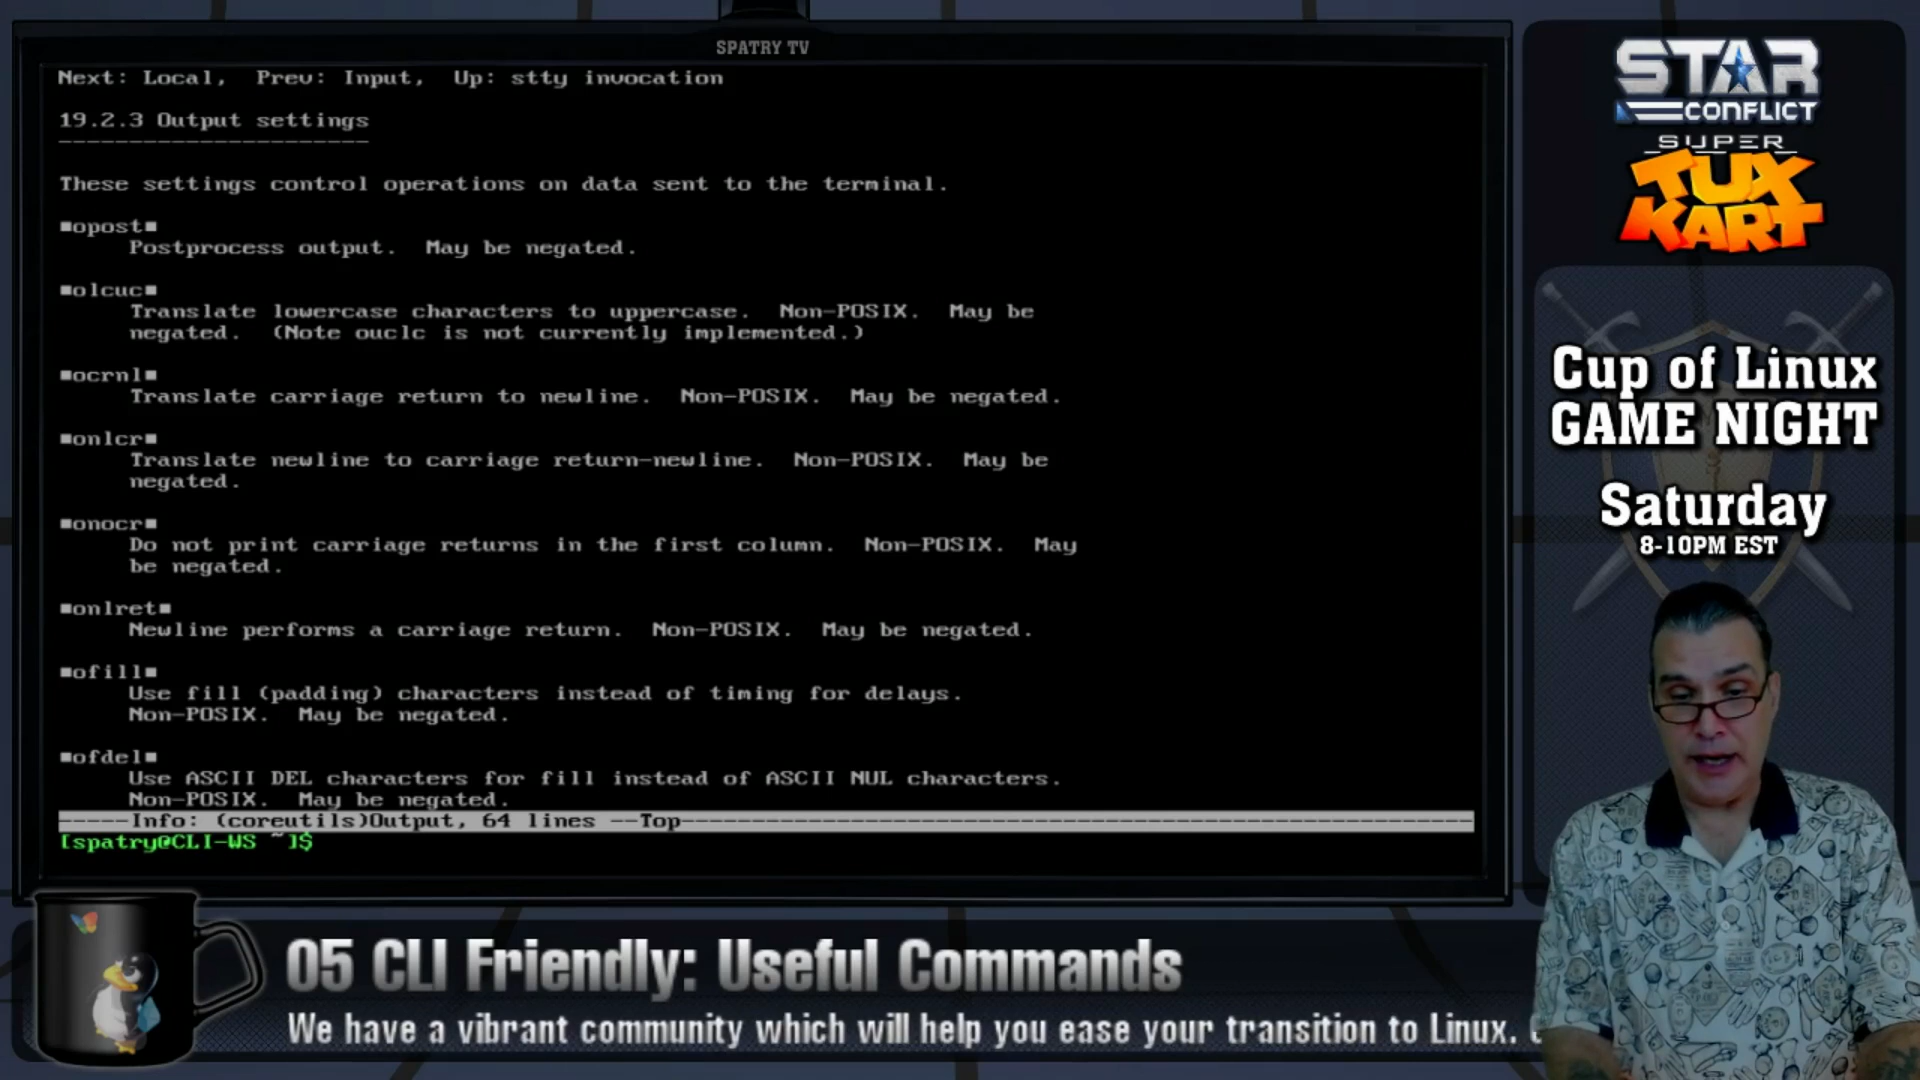 SPATRY TV
Next: Local,  Prev: Input,  Up: stty invocation
19.2.3 Output settings
----------------------
These settings control operations on data sent to the terminal.
■opost■
Postprocess output.  May be negated.
■olcuc■
Translate lowercase characters to uppercase.  Non-POSIX.  May be
negated.  (Note ouclc is not currently implemented.)
■ocrnl■
Translate carriage return to newline.  Non-POSIX.  May be negated.
■onlcr■
Translate newline to carriage return-newline.  Non-POSIX.  May be
negated.
■onocr■
Do not print carriage returns in the first column.  Non-POSIX.  May
be negated.
■onlret■
Newline performs a carriage return.  Non-POSIX.  May be negated.
■ofill■
Use fill (padding) characters instead of timing for delays.
Non-POSIX.  May be negated.
■ofdel■
Use ASCII DEL characters for fill instead of ASCII NUL characters.
Non-POSIX.  May be negated.
-----Info: (coreutils)Output, 64 lines --Top-----
[spatry@CLI-WS ~]$
STAR
CONFLICT
SUPER
TUX
KART
Cup of Linux
GAME NIGHT
Saturday
8-10PM EST
05 CLI Friendly: Useful Commands
We have a vibrant community which will help you ease your transition to Linux.